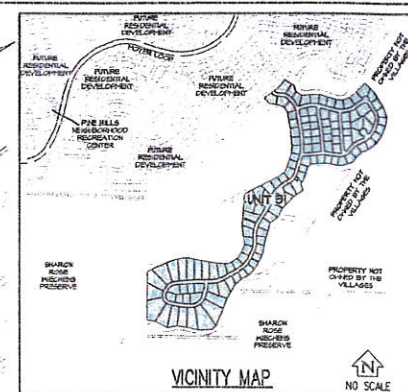 FUTURE
RESIDENTIAL
DEVELOPMENT
FUTURE
RESIDENTIAL
DEVELOPMENT
FUTURE
RESIDENTIAL
DEVELOPMENT
FUTURE
RESIDENTIAL
DEVELOPMENT
FUTURE
RESIDENTIAL
DEVELOPMENT
PINE HILLS
NEIGHBORHOOD
RECREATION
CENTER
FUTURE
RESIDENTIAL
DEVELOPMENT
PROPERTY NOT
OWNED BY THE
VILLAGES
PROPERTY NOT
OWNED BY THE
VILLAGES
UNIT 31
SHARON
ROSE
WIECHENS
PRESERVE
PROPERTY NOT
OWNED BY THE
VILLAGES
SHARON
ROSE
WIECHENS
PRESERVE
VICINITY MAP
N
NO SCALE